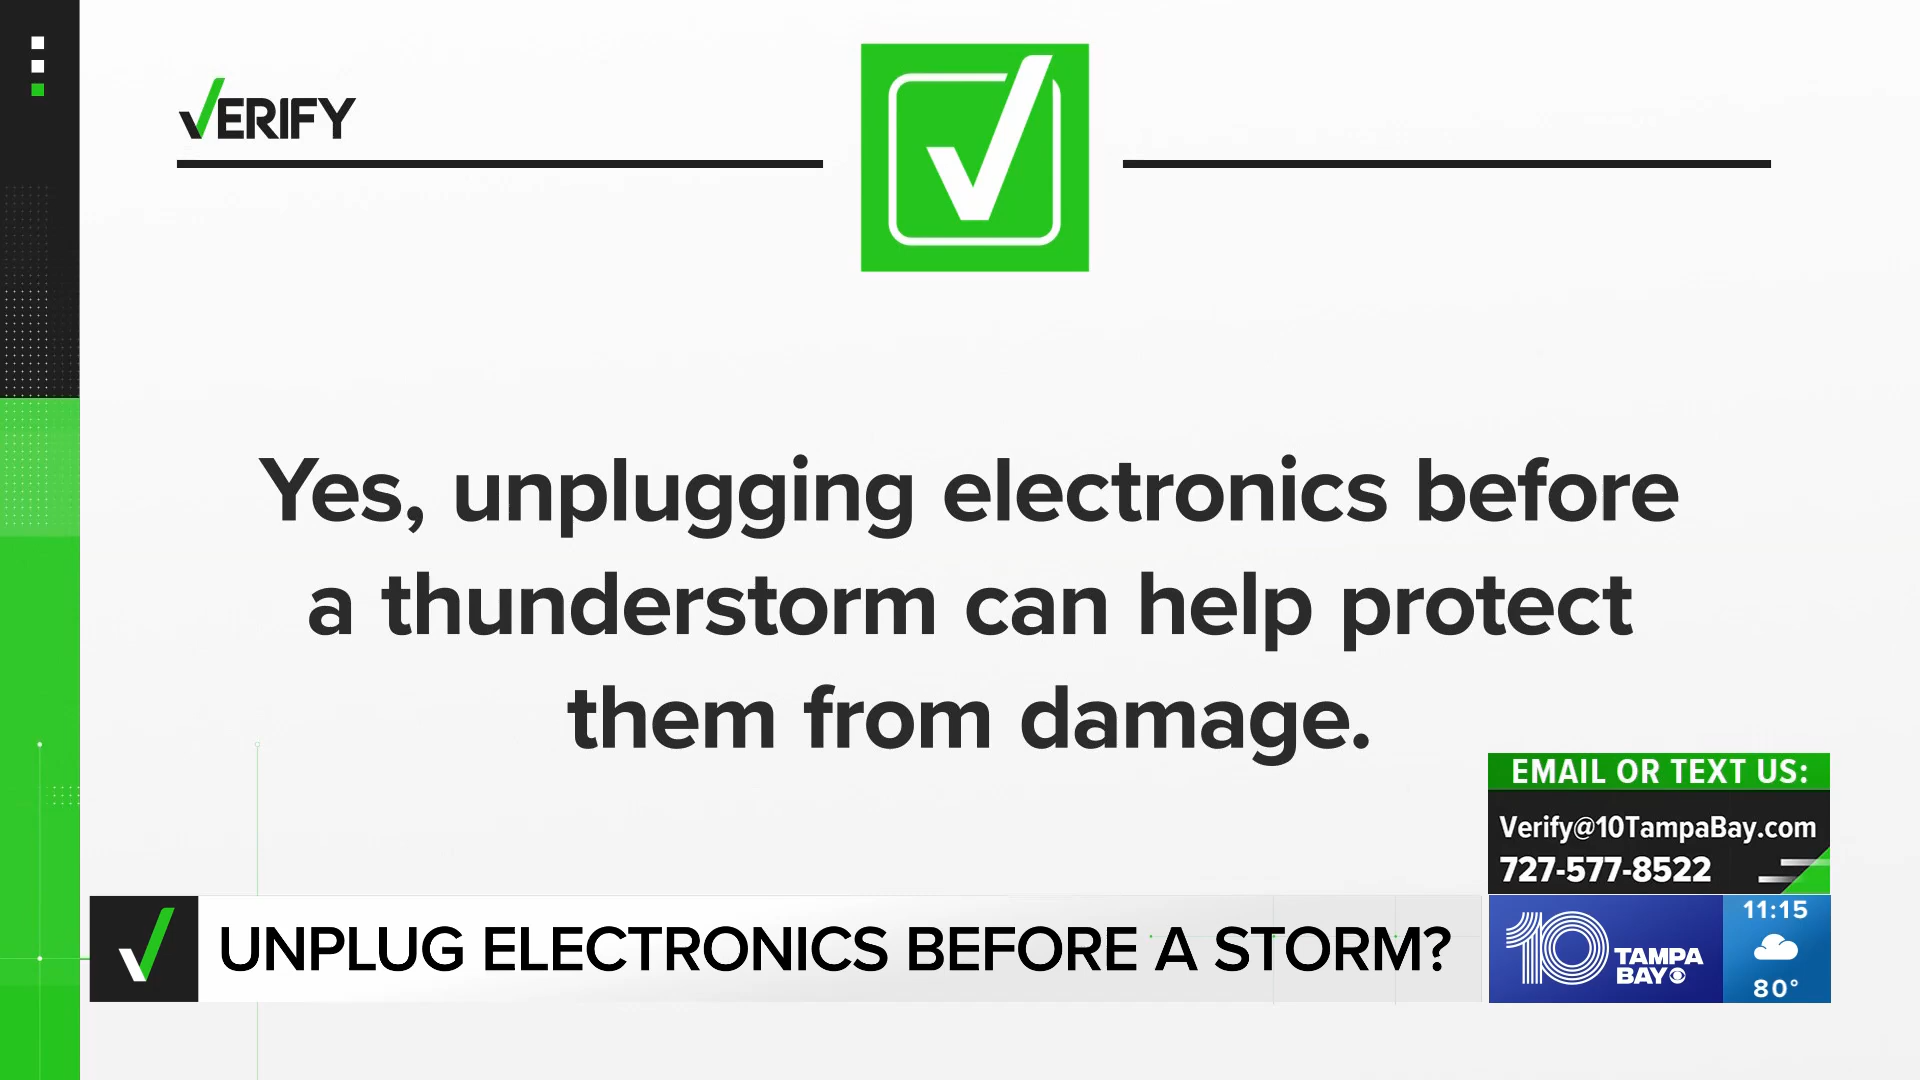 VERIFY
Yes, unplugging electronics before
a thunderstorm can help protect
them from damage.
EMAIL OR TEXT US:
Verify@10TampaBay.com
727-577-8522
UNPLUG ELECTRONICS BEFORE A STORM?
10 TAMPA
BAY
11:15
80°